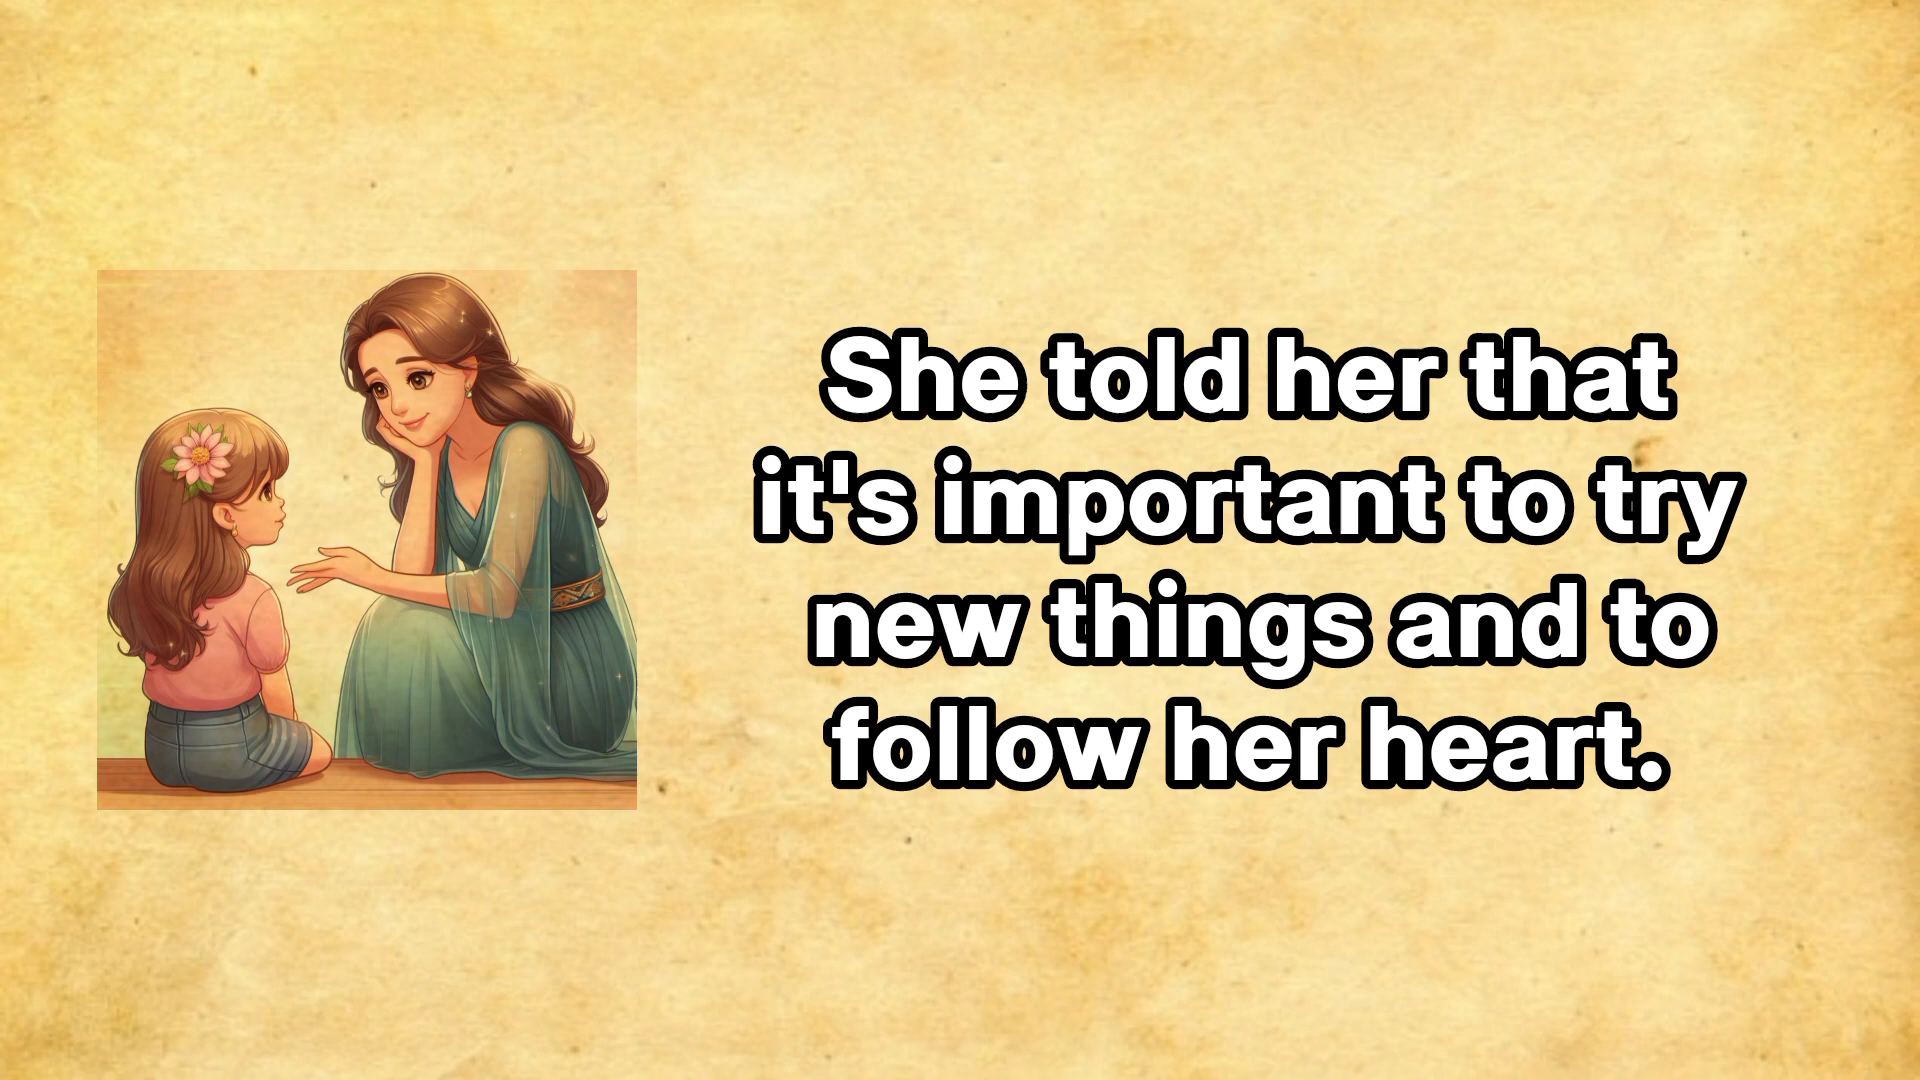 She told her that
it's important to try
new things and to
follow her heart.